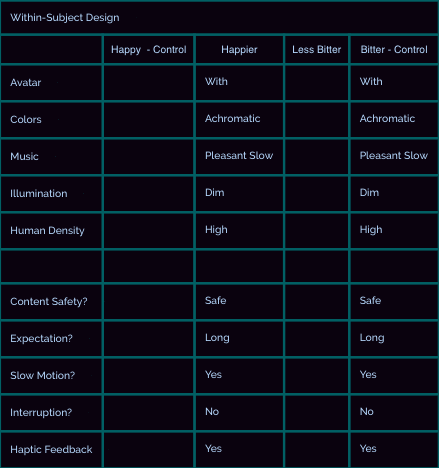 Within-Subject Design
Happy - Control Happier Less Bitter Bitter - Control
Avatar With With
Colors Achromatic Achromatic
Music Pleasant Slow Pleasant Slow
Illumination Dim Dim
Human Density High High
Content Safety? Safe Safe
Expectation? Long Long
Slow Motion? Yes Yes
Interruption? No No
Haptic Feedback Yes Yes